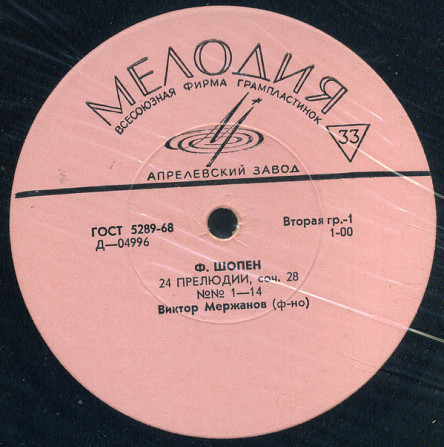 МЕЛОДИЯ
ВСЕСОЮЗНАЯ ФИРМА ГРАМПЛАСТИНОК
33
АПРЕЛЕВСКИЙ ЗАВОД
ГОСТ 5289-68
Вторая гр.-1
Д—04996
1-00
Ф. ШОПЕН
24 ПРЕЛЮДИИ, соч. 28
№№ 1—14
Виктор Мержанов (ф-но)